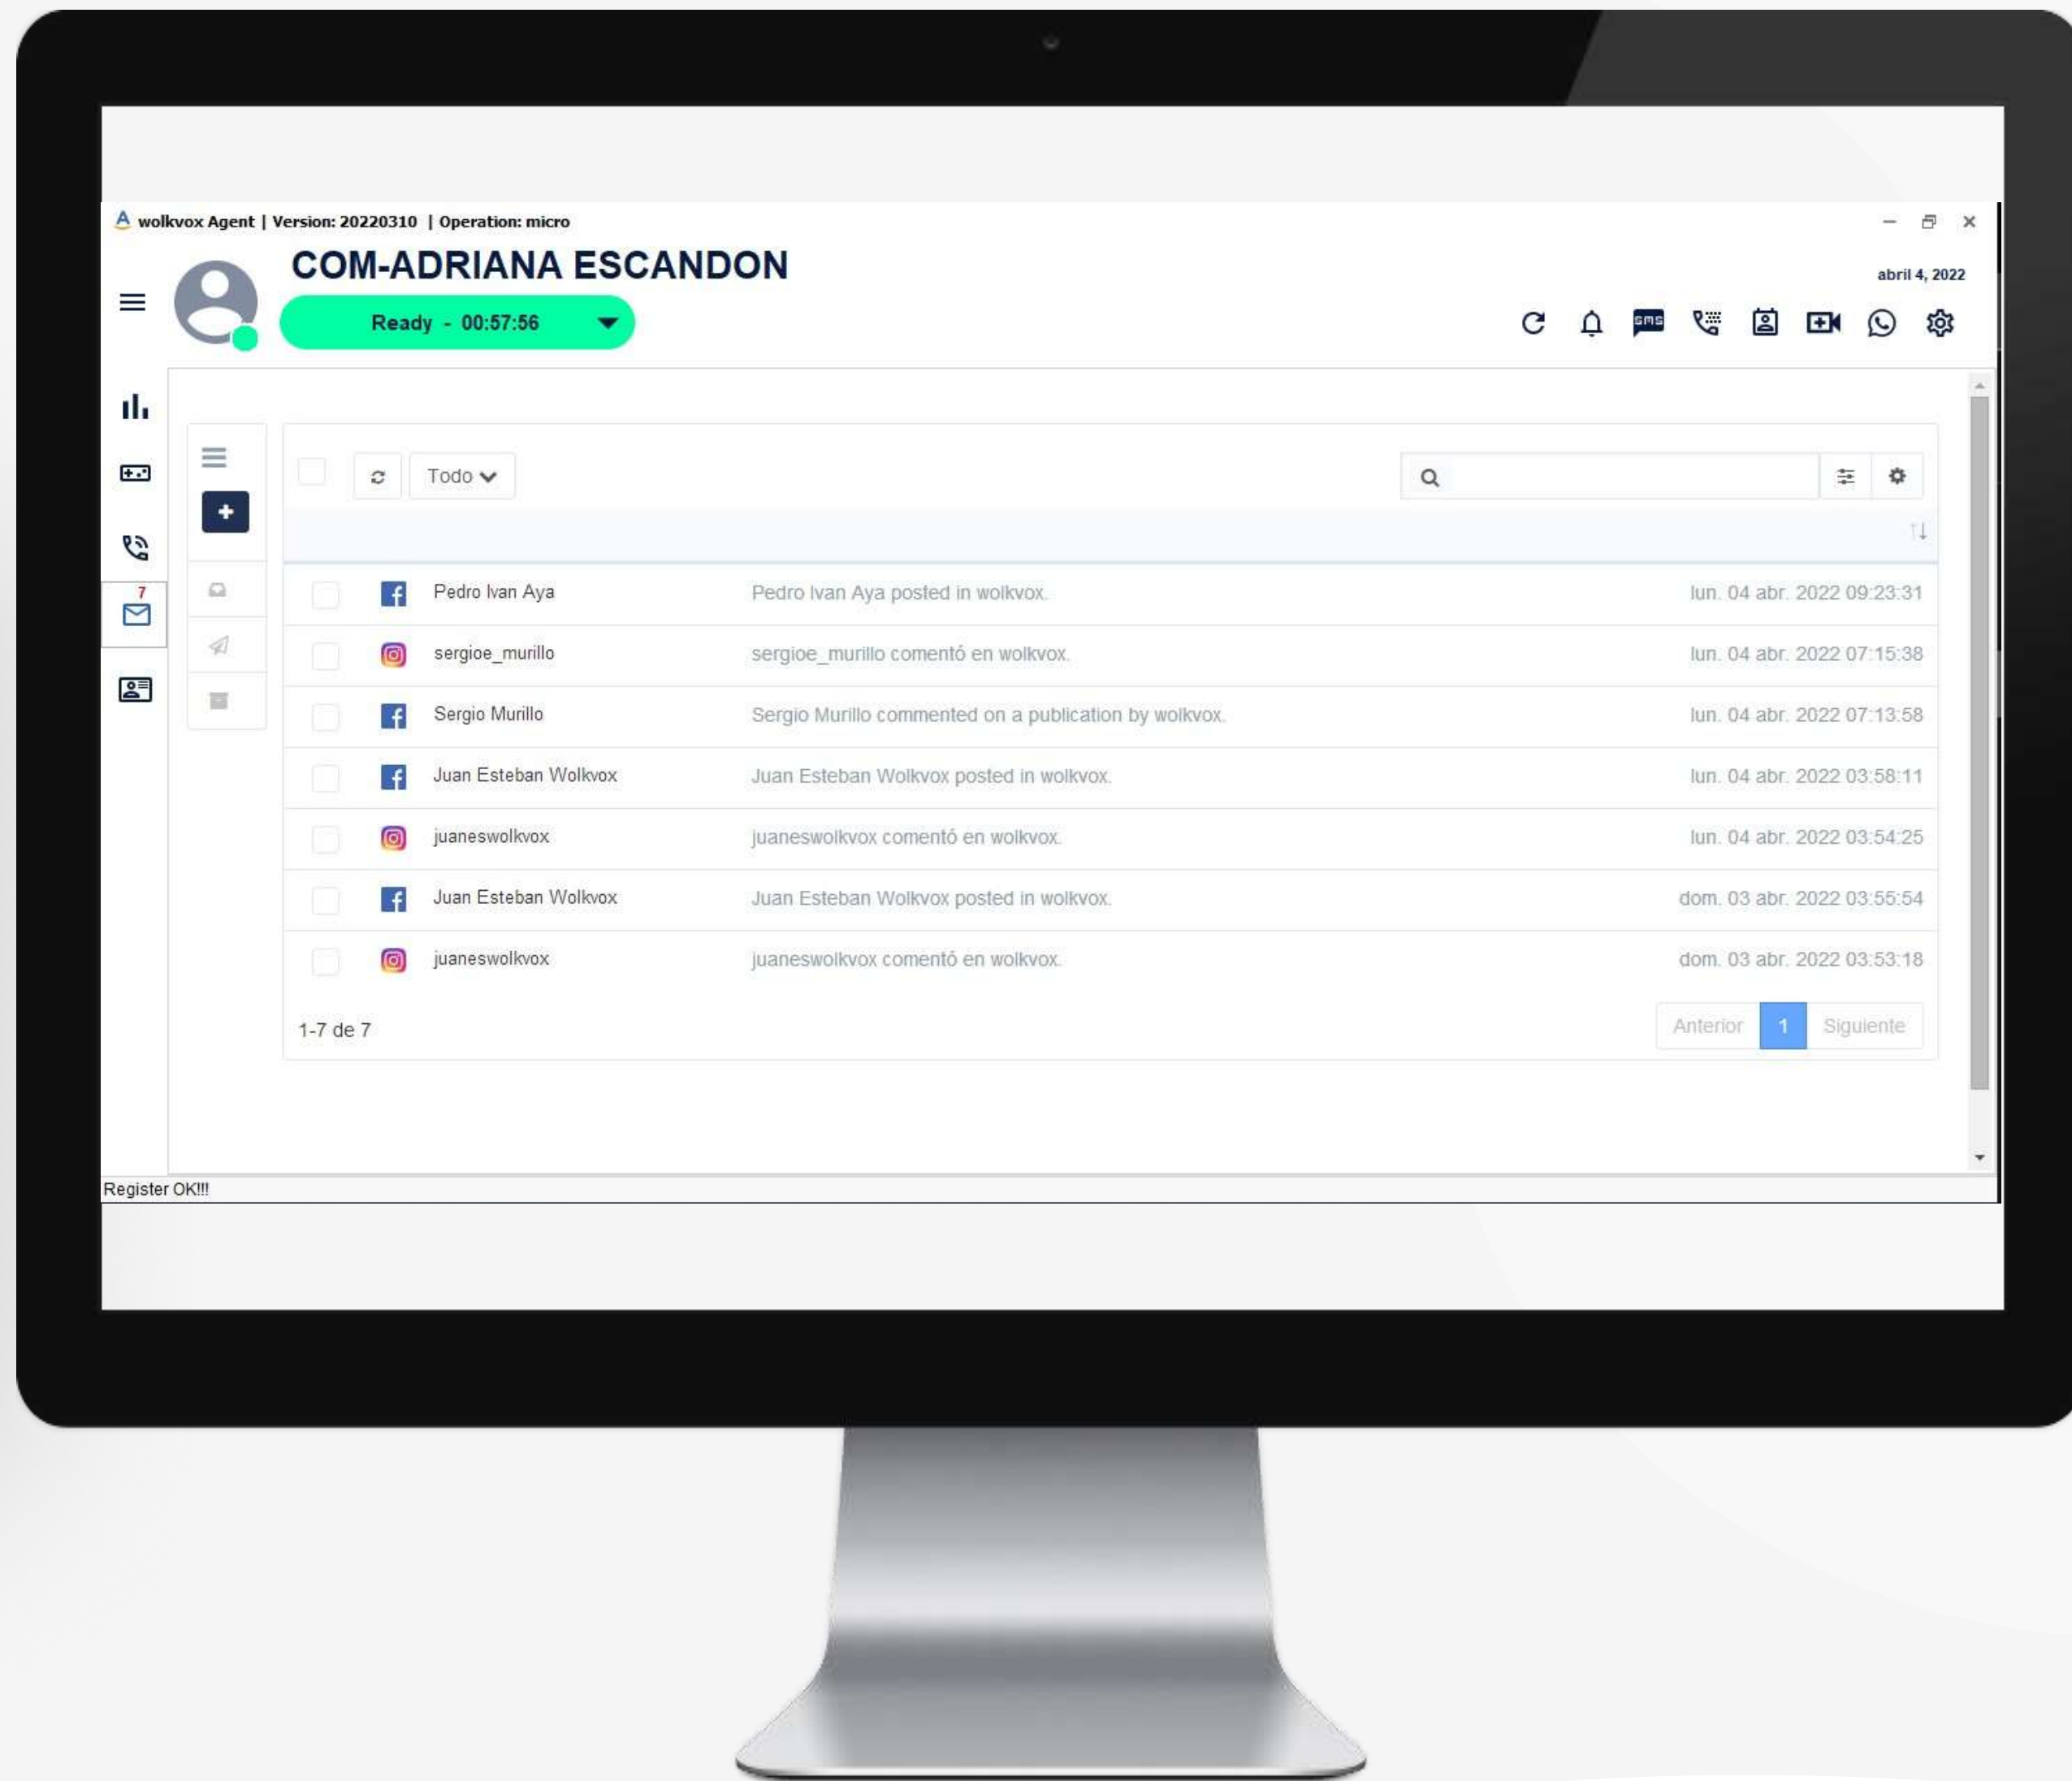 wolkvox Agent | Version: 20220310 | Operation: micro
COM-ADRIANA ESCANDON
abril 4, 2022
Ready - 00:57:56
SMS
Todo
7
Pedro Ivan Aya Pedro Ivan Aya posted in wolkvox. lun. 04 abr. 2022 09:23:31
sergioe_murillo sergioe_murillo comentó en wolkvox. lun. 04 abr. 2022 07:15:38
Sergio Murillo Sergio Murillo commented on a publication by wolkvox. lun. 04 abr. 2022 07:13:58
Juan Esteban Wolkvox Juan Esteban Wolkvox posted in wolkvox. lun. 04 abr. 2022 03:58:11
juaneswolkvox juaneswolkvox comentó en wolkvox. lun. 04 abr. 2022 03:54:25
Juan Esteban Wolkvox Juan Esteban Wolkvox posted in wolkvox. dom. 03 abr. 2022 03:55:54
juaneswolkvox juaneswolkvox comentó en wolkvox. dom. 03 abr. 2022 03:53:18
1-7 de 7 Anterior 1 Siguiente
Register OK!!!